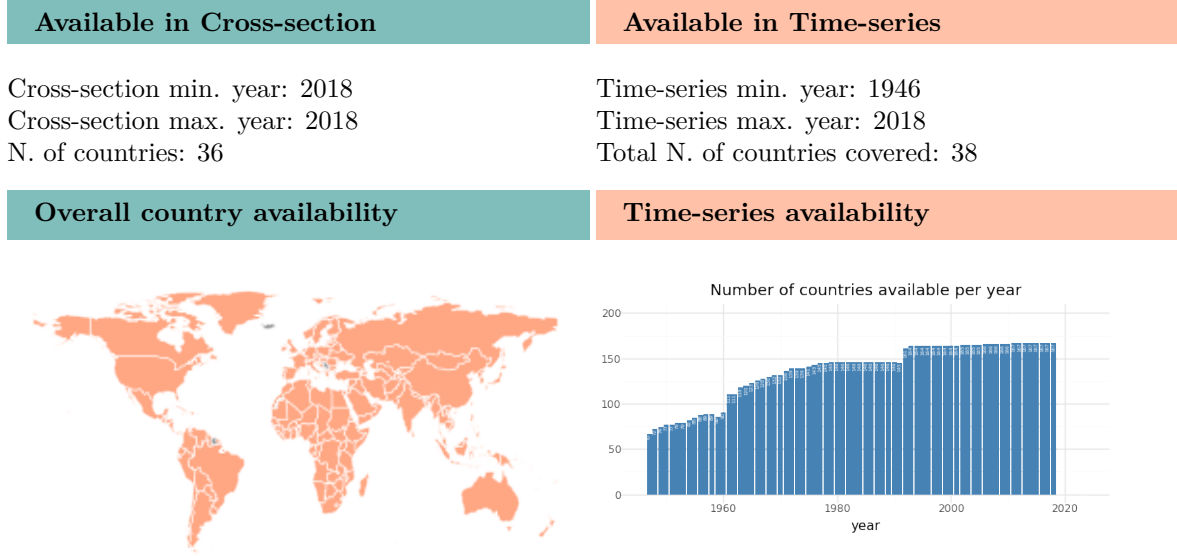 Available in Cross-section
Available in Time-series
Cross-section min. year: 2018
Cross-section max. year: 2018
N. of countries: 36
Time-series min. year: 1946
Time-series max. year: 2018
Total N. of countries covered: 38
Overall country availability
Time-series availability
Number of countries available per year
200
150
100
50
0
1960
1980
2000
2020
year